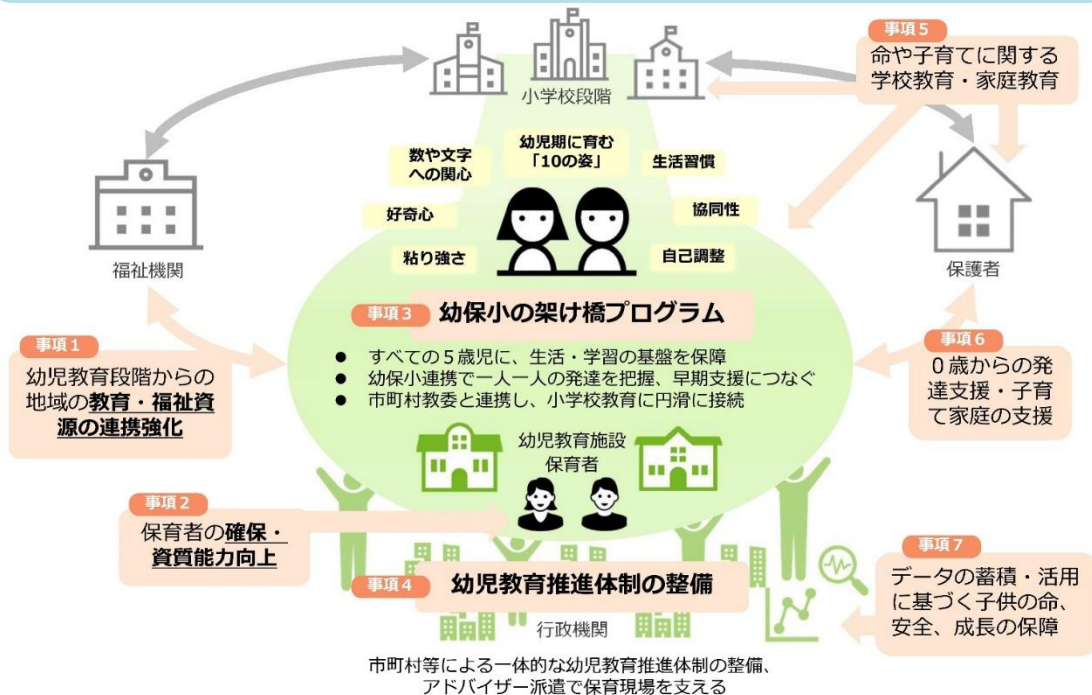 事項5
命や子育てに関する
学校教育・家庭教育
小学校段階
幼児期に育む
「10の姿」
数や文字
への関心
生活習慣
好奇心
協同性
粘り強さ
自己調整
福祉機関
保護者
事項3
幼保小の架け橋プログラム
● すべての５歳児に、生活・学習の基盤を保障
● 幼保小連携で一人一人の発達を把握、早期支援につなぐ
● 市町村教委と連携し、小学校教育に円滑に接続
事項1
幼児教育段階からの
地域の教育・福祉資
源の連携強化
事項6
０歳からの発
達支援・子育
て家庭の支援
幼児教育施設
保育者
事項2
保育者の確保・
資質能力向上
事項4
幼児教育推進体制の整備
行政機関
事項7
データの蓄積・活用
に基づく子供の命、
安全、成長の保障
市町村等による一体的な幼児教育推進体制の整備、
アドバイザー派遣で保育現場を支える